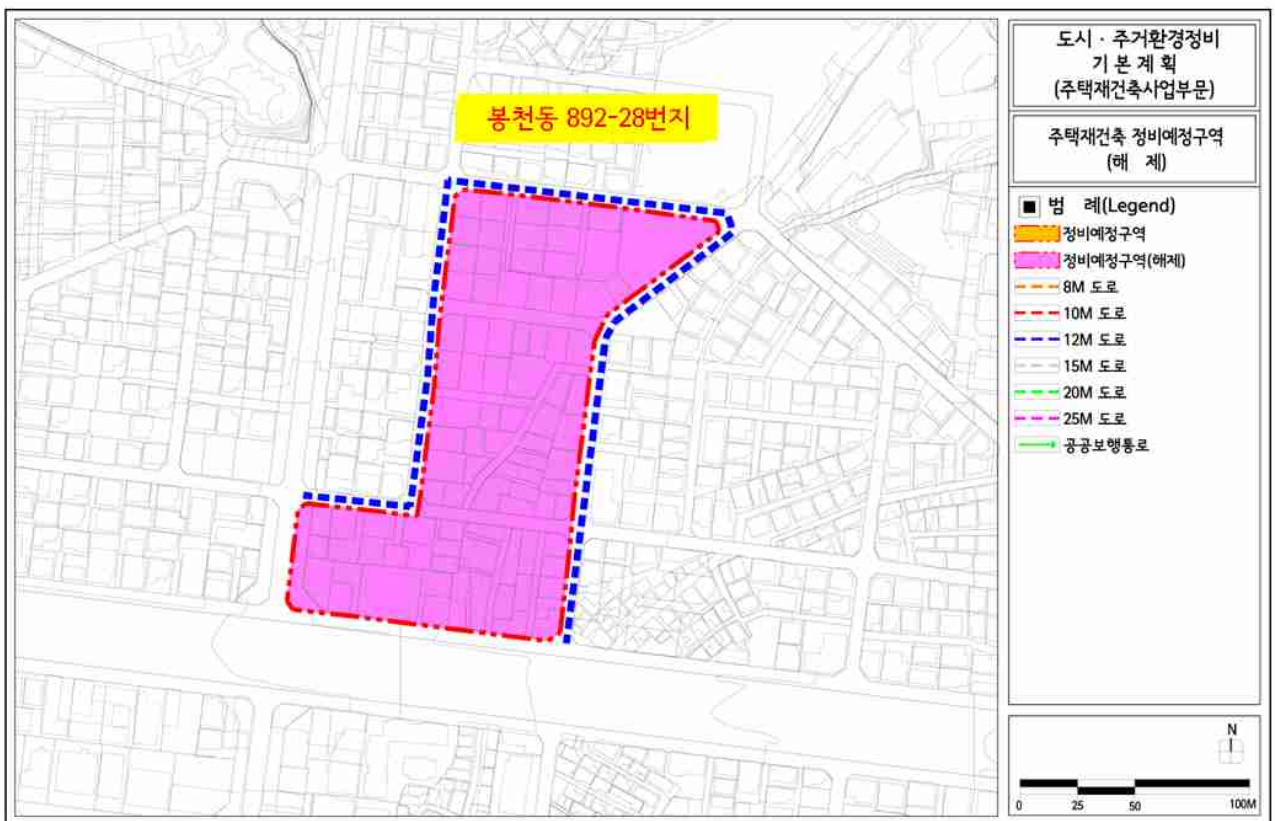 봉천동 892-28번지
도시 · 주거환경정비
기 본 계 획
(주택재건축사업부문)
주택재건축 정비예정구역
(해 제)
■ 범 례(Legend)
정비예정구역
정비예정구역(해제)
8M 도로
10M 도로
12M 도로
15M 도로
20M 도로
25M 도로
공공보행통로
N
0 25 50 100M